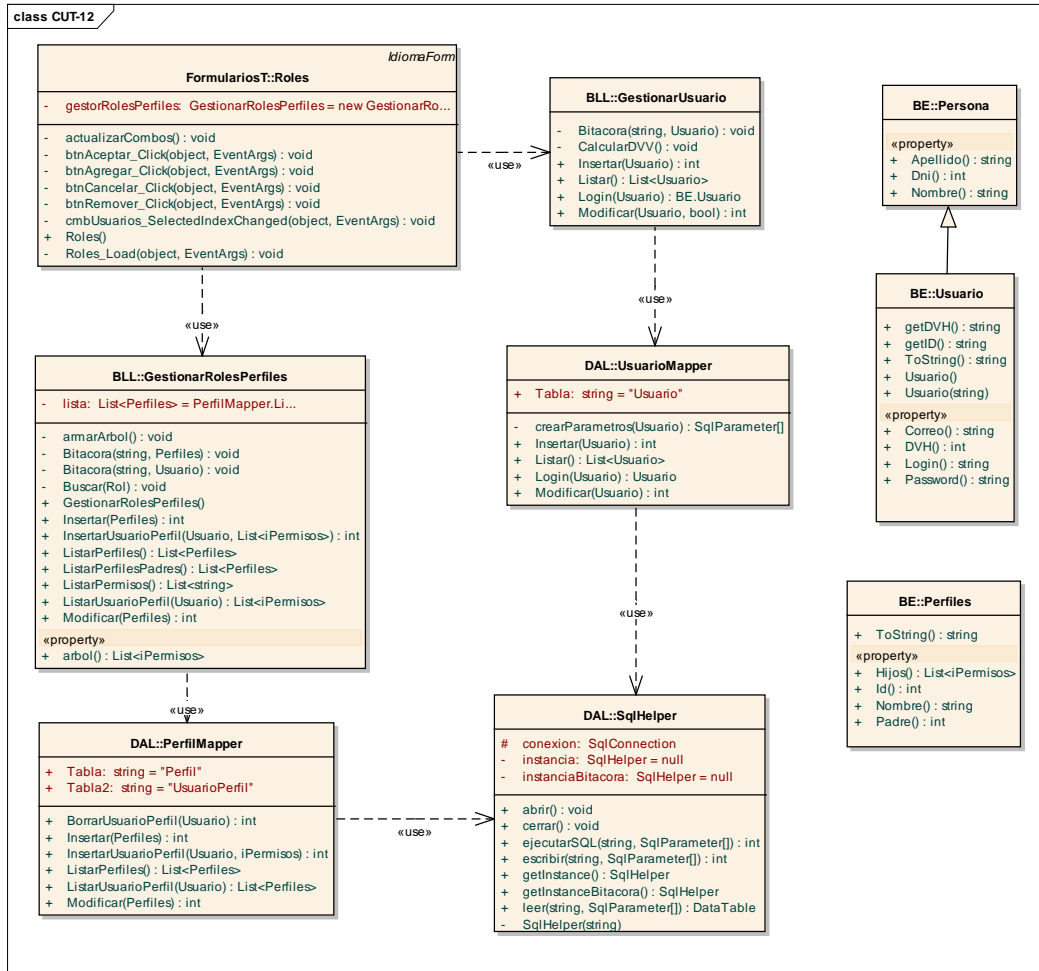 class CUT-12
IdiomaForm
FormulariosT::Roles
- gestorRolesPerfiles: GestionarRolesPerfiles = new GestionarRo...
- actualizarCombos() : void
- btnAceptar_Click(object, EventArgs) : void
- btnAgregar_Click(object, EventArgs) : void
- btnCancelar_Click(object, EventArgs) : void
- btnRemover_Click(object, EventArgs) : void
- cmbUsuarios_SelectedIndexChanged(object, EventArgs) : void
+ Roles()
- Roles_Load(object, EventArgs) : void
«use»
BLL::GestionarUsuario
- Bitacora(string, Usuario) : void
- CalcularDVV() : void
+ Insertar(Usuario) : int
+ Listar() : List<Usuario>
+ Login(Usuario) : BE.Usuario
+ Modificar(Usuario, bool) : int
BE::Persona
«property»
+ Apellido() : string
+ Dni() : int
+ Nombre() : string
«use»
«use»
BE::Usuario
+ getDVH() : string
+ getID() : string
+ ToString() : string
+ Usuario()
+ Usuario(string)
«property»
+ Correo() : string
+ DVH() : int
+ Login() : string
+ Password() : string
BLL::GestionarRolesPerfiles
- lista: List<Perfiles> = PerfilMapper.Li...
- armarArbol() : void
- Bitacora(string, Perfiles) : void
- Bitacora(string, Usuario) : void
- Buscar(Rol) : void
+ GestionarRolesPerfiles()
+ Insertar(Perfiles) : int
+ InsertarUsuarioPerfil(Usuario, List<iPermisos>) : int
+ ListarPerfiles() : List<Perfiles>
+ ListarPerfilesPadres() : List<Perfiles>
+ ListarPermisos() : List<string>
+ ListarUsuarioPerfil(Usuario) : List<iPermisos>
+ Modificar(Perfiles) : int
«property»
+ arbol() : List<iPermisos>
DAL::UsuarioMapper
+ Tabla: string = "Usuario"
- crearParametros(Usuario) : SqlParameter[]
+ Insertar(Usuario) : int
+ Listar() : List<Usuario>
+ Login(Usuario) : Usuario
+ Modificar(Usuario) : int
«use»
BE::Perfiles
+ ToString() : string
«property»
+ Hijos() : List<iPermisos>
+ Id() : int
+ Nombre() : string
+ Padre() : int
«use»
DAL::PerfilMapper
+ Tabla: string = "Perfil"
+ Tabla2: string = "UsuarioPerfil"
+ BorrarUsuarioPerfil(Usuario) : int
+ Insertar(Perfiles) : int
+ InsertarUsuarioPerfil(Usuario, iPermisos) : int
+ ListarPerfiles() : List<Perfiles>
+ ListarUsuarioPerfil(Usuario) : List<Perfiles>
+ Modificar(Perfiles) : int
«use»
DAL::SqlHelper
# conexion: SqlConnection
- instancia: SqlHelper = null
- instanciaBitacora: SqlHelper = null
+ abrir() : void
+ cerrar() : void
+ ejecutarSQL(string, SqlParameter[]) : int
+ escribir(string, SqlParameter[]) : int
+ getInstance() : SqlHelper
+ getInstanceBitacora() : SqlHelper
+ leer(string, SqlParameter[]) : DataTable
- SqlHelper(string)